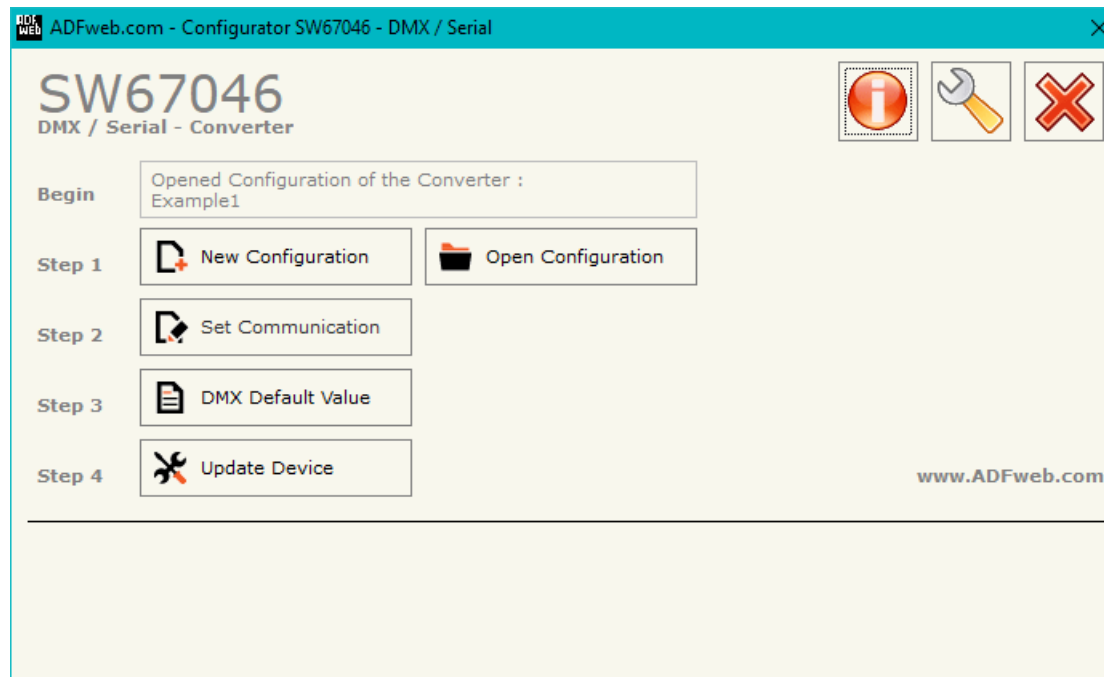 ADF
WEB
ADFweb.com - Configurator SW67046 - DMX / Serial
SW67046
DMX / Serial - Converter
Begin
Opened Configuration of the Converter :
Example1
Step 1
New Configuration
Open Configuration
Step 2
Set Communication
Step 3
DMX Default Value
Step 4
Update Device
www.ADFweb.com